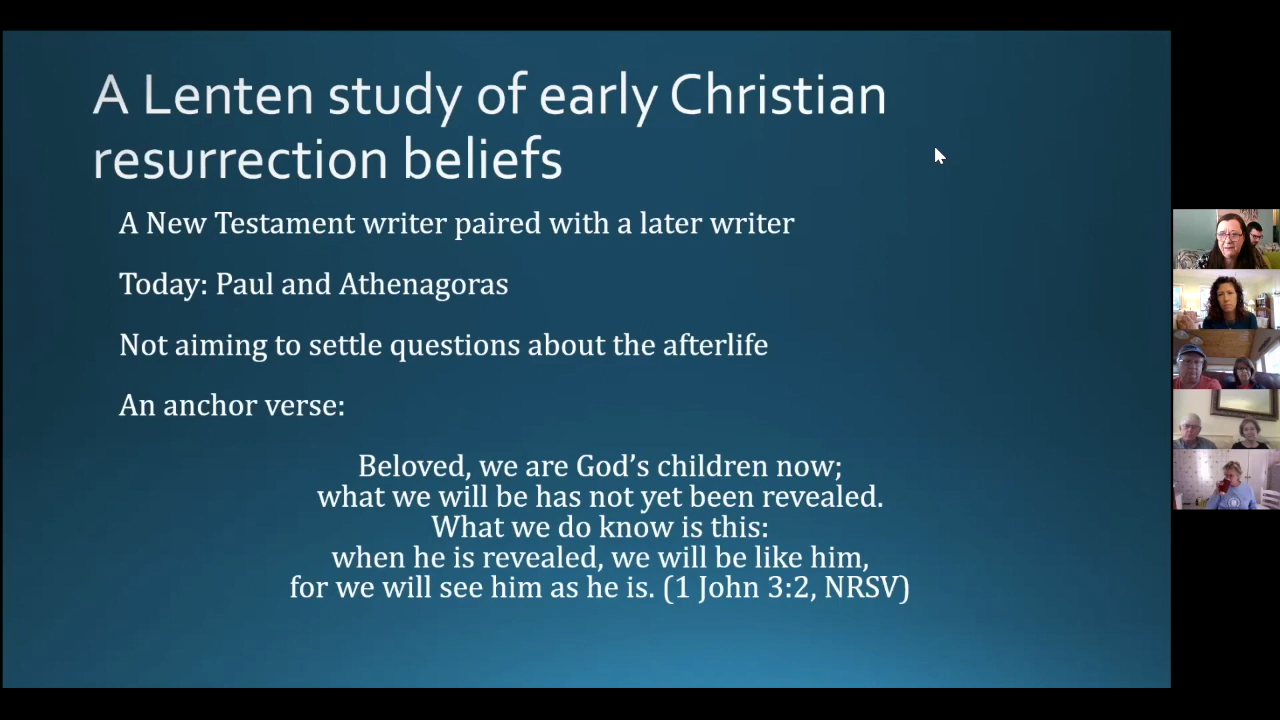 A Lenten study of early Christian
resurrection beliefs
A New Testament writer paired with a later writer
Today: Paul and Athenagoras
Not aiming to settle questions about the afterlife
An anchor verse:
Beloved, we are God’s children now;
what we will be has not yet been revealed.
What we do know is this:
when he is revealed, we will be like him,
for we will see him as he is. (1 John 3:2, NRSV)